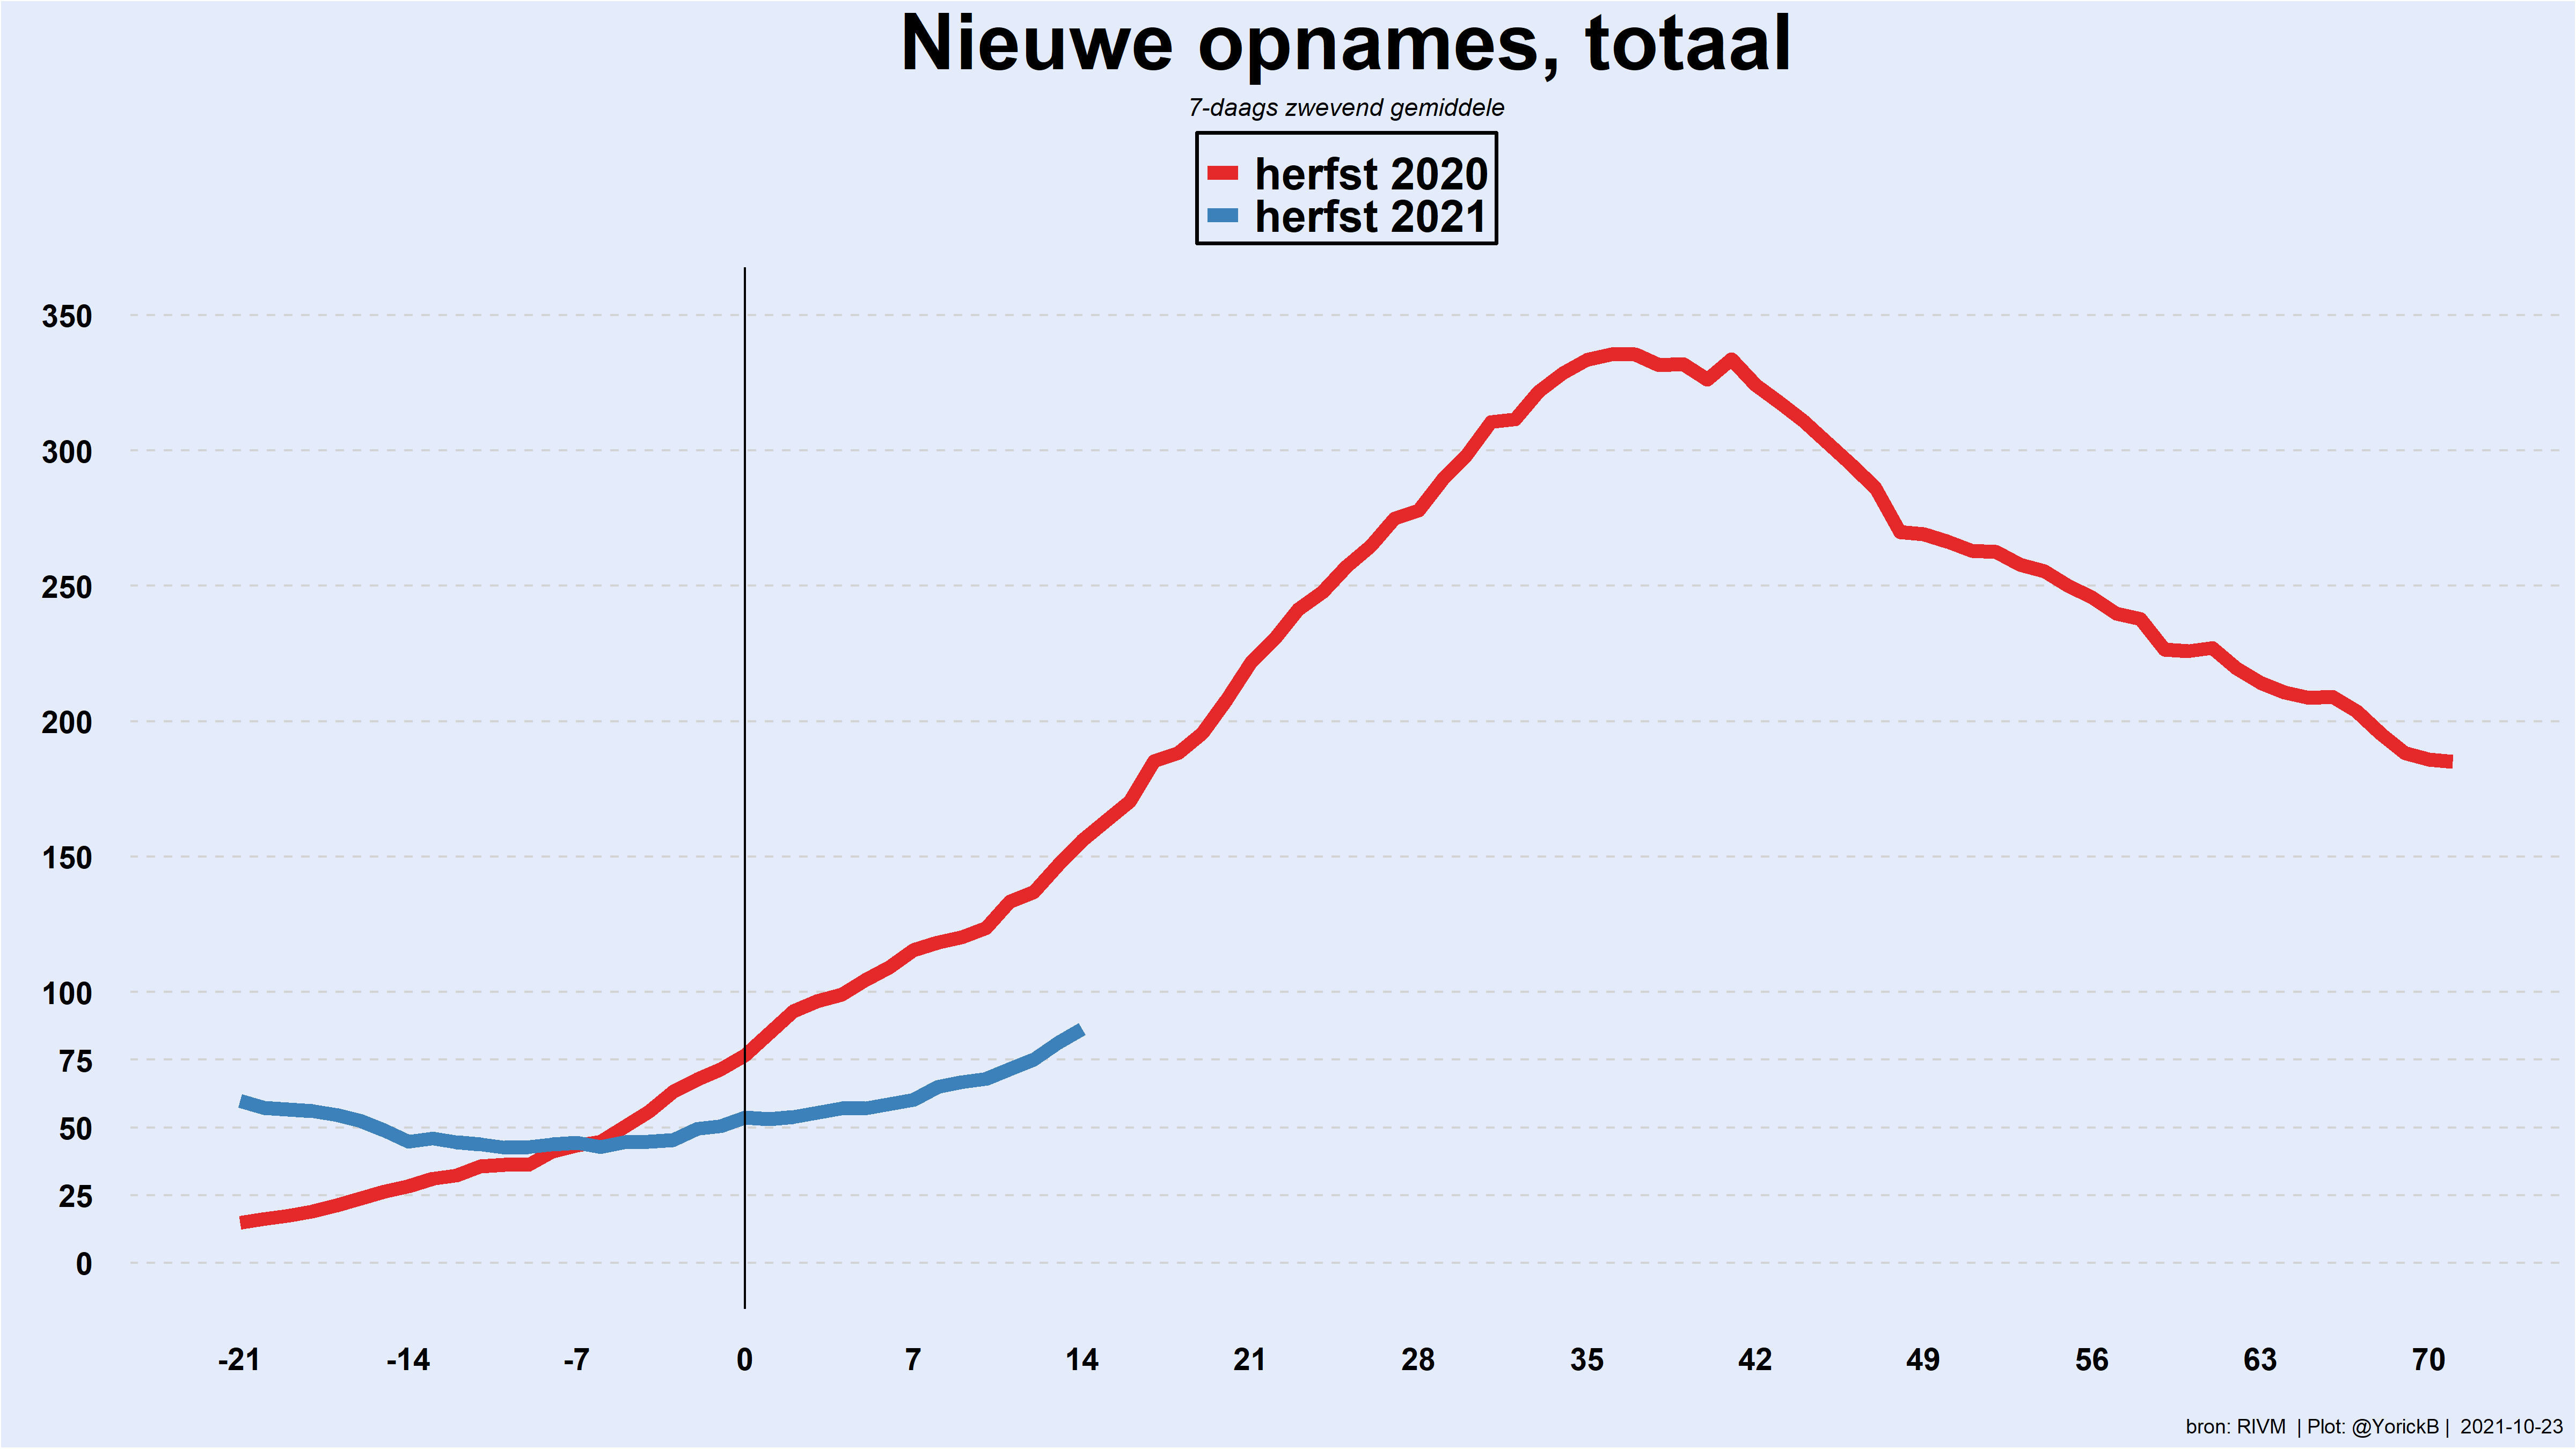 Nieuwe opnames, totaal
7-daags zwevend gemiddele
herfst 2020
herfst 2021
350
300
250
200
150
100
75
50
25
0
-21 -14 -7 0 7 14 21 28 35 42 49 56 63 70
bron: RIVM | Plot: @YorickB | 2021-10-23